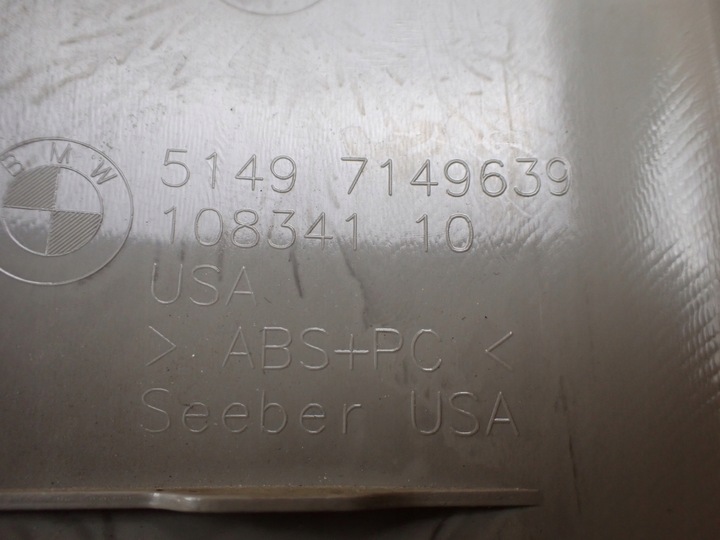 BMW
5149 7149639
108341 10
USA
> ABS+PC <
Seeber USA